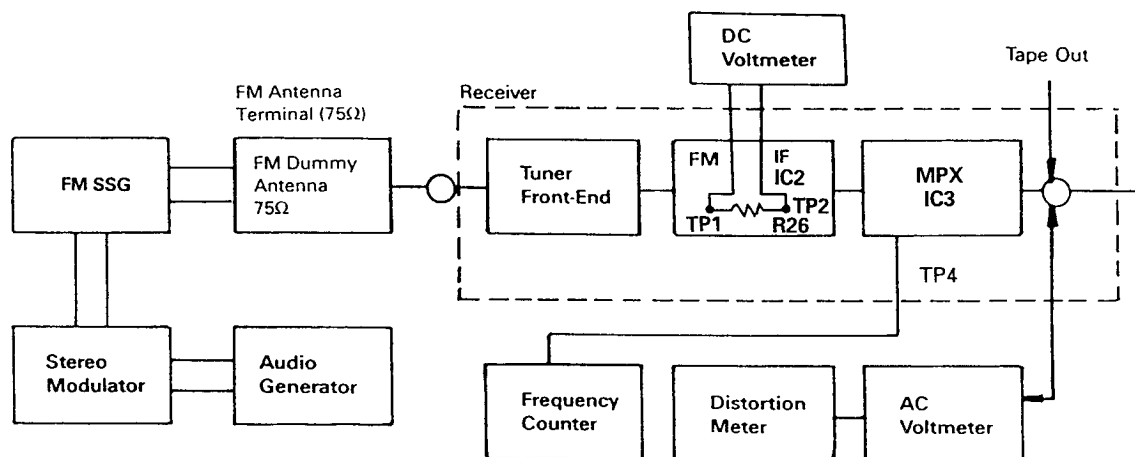 DC
Voltmeter
Tape Out
FM Antenna
Terminal (75Ω)
Receiver
FM SSG
FM Dummy
Antenna
75Ω
Tuner
Front-End
FM
IF
IC2
TP1
TP2
R26
MPX
IC3
TP4
Stereo
Modulator
Audio
Generator
Frequency
Counter
Distortion
Meter
AC
Voltmeter